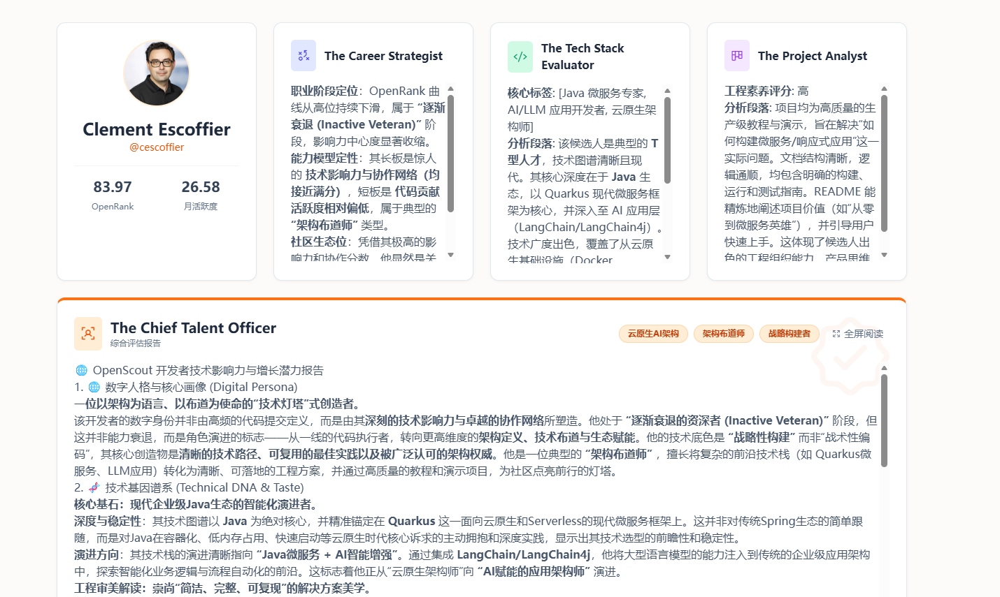 Clement Escoffier
@cescoffier
83.97
OpenRank
26.58
月活跃度
The Career Strategist
职业阶段定位：OpenRank 曲
线从高位持续下滑，属于 “逐渐
衰退 (Inactive Veteran)” 阶
段，影响力中心度显著收缩。
能力模型定性：其长板是惊人
的 技术影响力与协作网络（均
接近满分），短板是 代码贡献
活跃度相对偏低，属于典型的
“架构布道师” 类型。
社区生态位：凭借其极高的影
响力和协作分数，他显然是关
The Tech Stack
Evaluator
核心标签: [Java 微服务专家,
AI/LLM 应用开发者, 云原生架
构师]
分析段落: 该候选人是典型的 T
型人才，技术图谱清晰且现
代。其核心深度在于 Java 生
态，以 Quarkus 现代微服务框
架为核心，并深入至 AI 应用层
（LangChain/LangChain4j）。
技术广度出色，覆盖了从云原
生基础设施（Docker
The Project Analyst
工程素养评分: 高
分析段落: 项目均为高质量的生
产级教程与演示，旨在解决“如
何构建微服务/响应式应用”这一
实际问题。文档结构清晰，逻
辑通顺，均包含明确的构建、
运行和测试指南。README 能
精炼地阐述项目价值（如“从零
到微服务英雄”），并引导用户
快速上手。这体现了候选人出
色的工程组织能力、产品思维
The Chief Talent Officer
综合评估报告
云原生AI架构
架构布道师
战略构建者
全屏阅读
🌐 OpenScout 开发者技术影响力与增长潜力报告
1. 🌐 数字人格与核心画像 (Digital Persona)
一位以架构为语言、以布道为使命的“技术灯塔”式创造者。
该开发者的数字身份并非由高频的代码提交定义，而是由其深刻的技术影响力与卓越的协作网络所塑造。他处于 “逐渐衰退的资深者 (Inactive Veteran)” 阶段，但
这并非能力衰退，而是角色演进的标志——从一线的代码执行者，转向更高维度的架构定义、技术布道与生态赋能。他的技术底色是 “战略性构建” 而非“战术性编
码”，其核心创造物是清晰的技术路径、可复用的最佳实践以及被广泛认可的架构权威。他是一位典型的 “架构布道师” ，擅长将复杂的前沿技术栈（如 Quarkus微
服务、LLM应用）转化为清晰、可落地的工程方案，并通过高质量的教程和演示项目，为社区点亮前行的灯塔。
2. 🧬 技术基因谱系 (Technical DNA & Taste)
核心基石：现代企业级Java生态的智能化演进者。
深度与稳定性：其技术图谱以 Java 为绝对核心，并精准锚定在 Quarkus 这一面向云原生和Serverless的现代微服务框架上。这并非对传统Spring生态的简单跟
随，而是对Java在容器化、低内存占用、快速启动等云原生时代核心诉求的主动拥抱和深度实践，显示出其技术选型的前瞻性和稳定性。
演进方向：其技术栈的演进清晰指向 “Java微服务 + AI智能增强”。通过集成 LangChain/LangChain4j，他将大型语言模型的能力注入到传统的企业级应用架构
中，探索智能化业务逻辑与流程自动化的前沿。这标志着他正从“云原生架构师”向 “AI赋能的应用架构师” 演进。
工程审美解读：崇尚“简洁、完整、可复现”的解决方案美学。